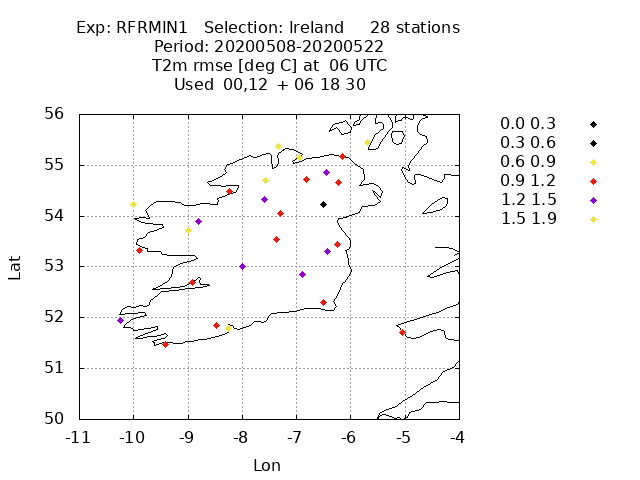 Exp: RFRMIN1 Selection: Ireland 28 stations
Period: 20200508-20200522
T2m rmse [deg C] at 06 UTC
Used 00,12 + 06 18 30
56
55
54
53
52
51
50
-11 -10 -9 -8 -7 -6 -5 -4
Lat
Lon
0.0 0.3
0.3 0.6
0.6 0.9
0.9 1.2
1.2 1.5
1.5 1.9